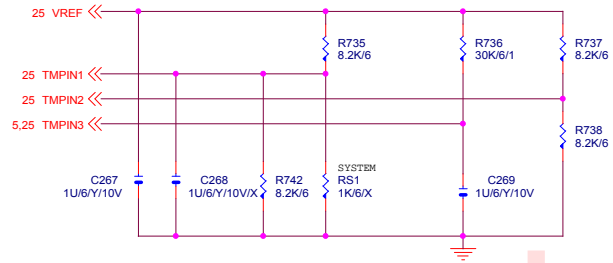 25 VREF
R735
8.2K/6
R736
30K/6/1
R737
8.2K/6
25 TMPIN1
25 TMPIN2
5,25 TMPIN3
R738
8.2K/6
C267
1U/6/Y/10V
C268
1U/6/Y/10V/X
R742
8.2K/6
SYSTEM
RS1
1K/6/X
C269
1U/6/Y/10V